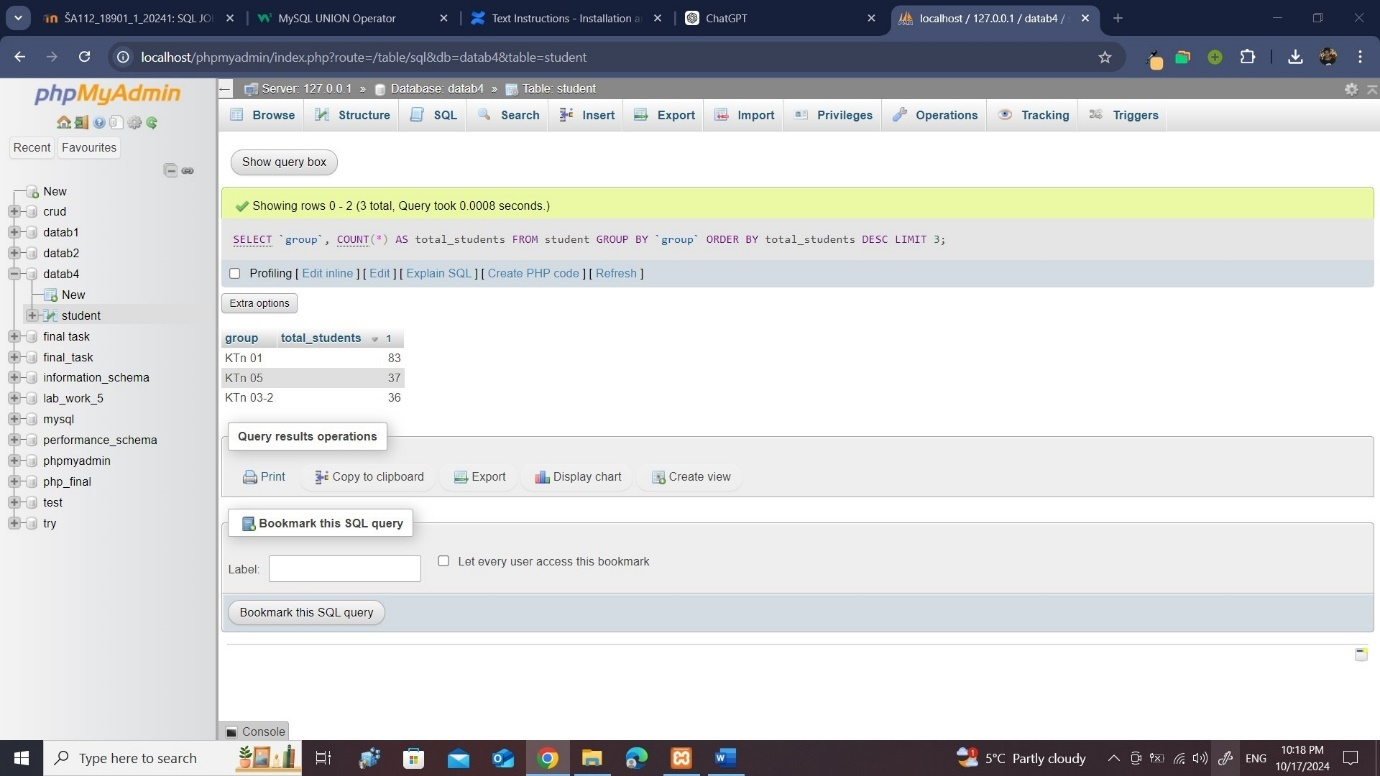 ŠA112_18901_1_20241: SQL JO
MySQL UNION Operator
Text Instructions - Installation a
ChatGPT
localhost / 127.0.0.1 / datab4 /
localhost/phpmyadmin/index.php?route=/table/sql&db=datab4&table=student
phpMyAdmin
Recent Favourites
New
crud
datab1
datab2
datab4
New
student
final task
final_task
information_schema
lab_work_5
mysql
performance_schema
phpmyadmin
php_final
test
try
Server: 127.0.0.1 » Database: datab4 » Table: student
Browse Structure SQL Search Insert Export Import Privileges Operations Tracking Triggers
Show query box
Showing rows 0 - 2 (3 total, Query took 0.0008 seconds.)
SELECT `group`, COUNT(*) AS total_students FROM student GROUP BY `group` ORDER BY total_students DESC LIMIT 3;
Profiling [ Edit inline ] [ Edit ] [ Explain SQL ] [ Create PHP code ] [ Refresh ]
Extra options
group total_students 1
KTn 01 83
KTn 05 37
KTn 03-2 36
Query results operations
Print Copy to clipboard Export Display chart Create view
Bookmark this SQL query
Label: Let every user access this bookmark
Bookmark this SQL query
Console
Type here to search
5°C Partly cloudy
ENG
10:18 PM
10/17/2024